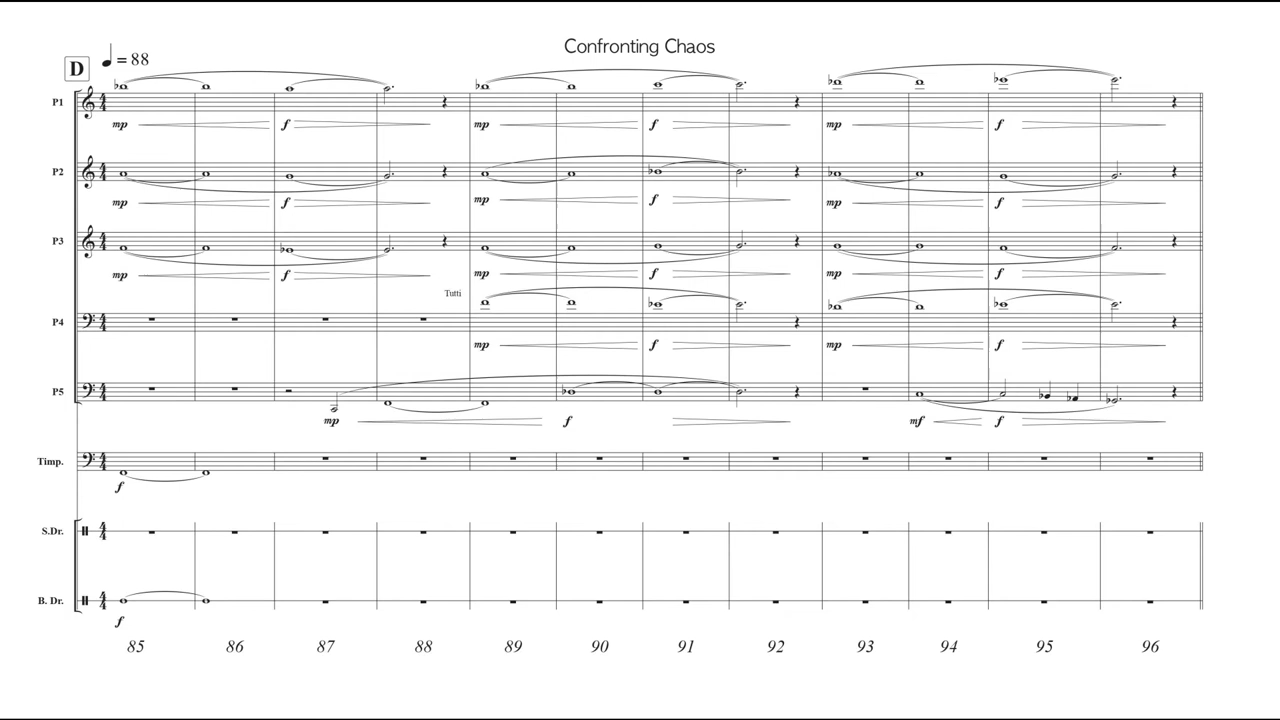 Confronting Chaos
D ♩ = 88
P1
mp f mp f mp f
P2
mp f mp f mp f
P3
mp f mp f mp f
Tutti
P4
mp f mp f
P5
mp f mf f
Timp.
f
S.Dr.
B. Dr.
f
85 86 87 88 89 90 91 92 93 94 95 96